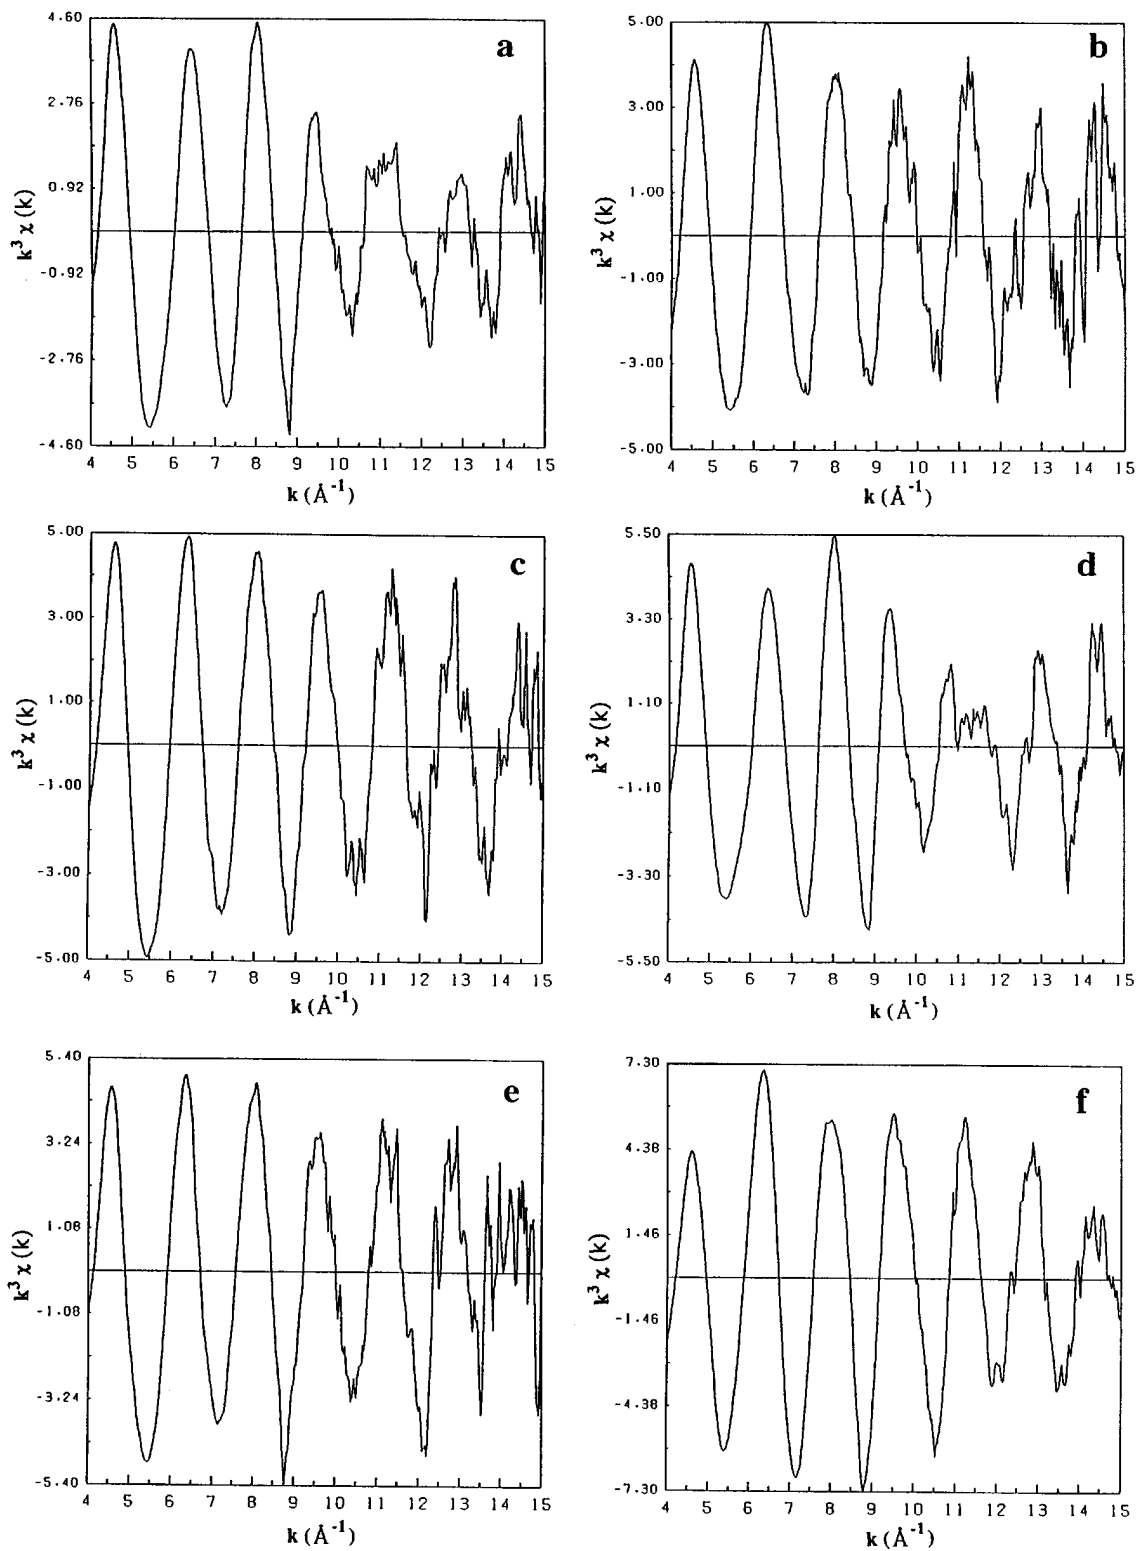 4.60
2.76
0.92
-0.92
-2.76
-4.60
k³ χ (k)
a
4 5 6 7 8 9 10 11 12 13 14 15
k (Å⁻¹)
5.00
3.00
1.00
-1.00
-3.00
-5.00
k³ χ (k)
b
4 5 6 7 8 9 10 11 12 13 14 15
k (Å⁻¹)
5.00
3.00
1.00
-1.00
-3.00
-5.00
k³ χ (k)
c
4 5 6 7 8 9 10 11 12 13 14 15
k (Å⁻¹)
5.50
3.30
1.10
-1.10
-3.30
-5.50
k³ χ (k)
d
4 5 6 7 8 9 10 11 12 13 14 15
k (Å⁻¹)
5.40
3.24
1.08
-1.08
-3.24
-5.40
k³ χ (k)
e
4 5 6 7 8 9 10 11 12 13 14 15
k (Å⁻¹)
7.30
4.38
1.46
-1.46
-4.38
-7.30
k³ χ (k)
f
4 5 6 7 8 9 10 11 12 13 14 15
k (Å⁻¹)